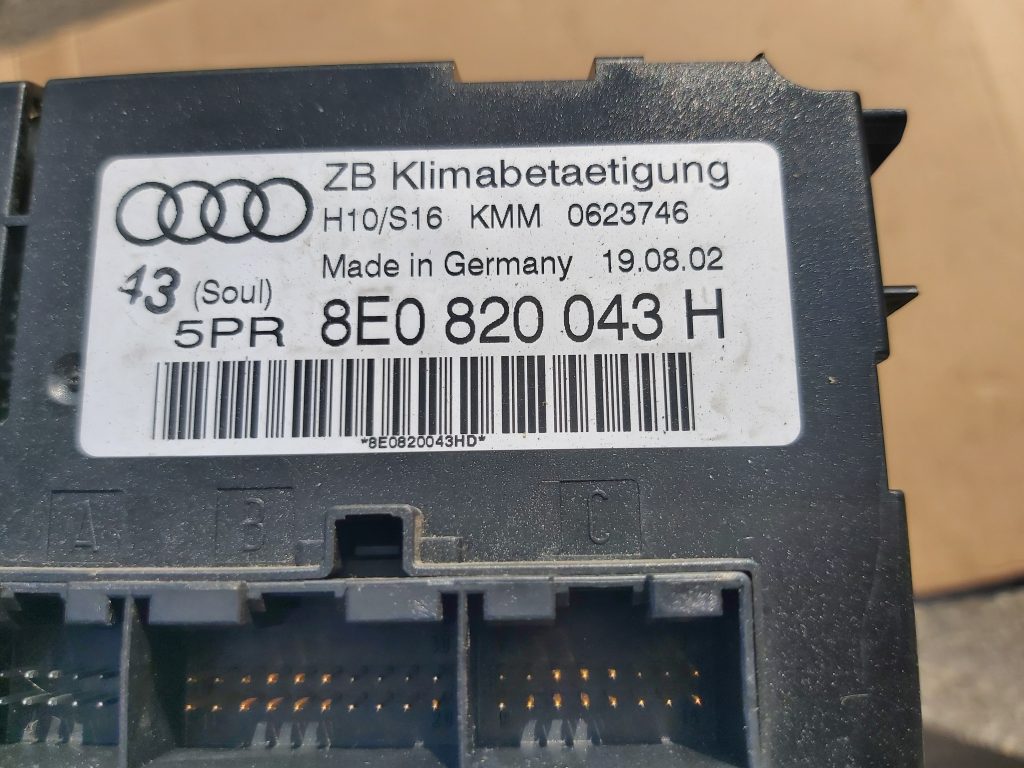 ZB Klimabetaetigung
H10/S16 KMM 0623746
Made in Germany 19.08.02
43 (Soul)
5PR 8E0 820 043 H
*8E0820043HD*
A B C